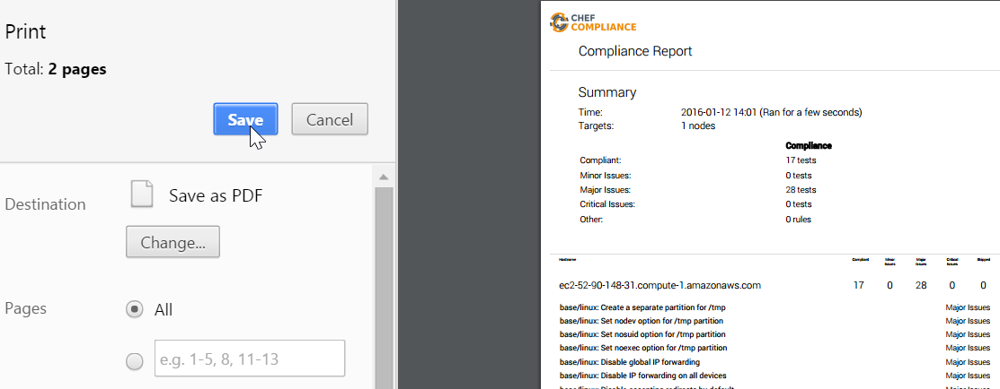 Print
Total: 2 pages
Save
Cancel
Destination
Save as PDF
Change...
Pages
All
e.g. 1-5, 8, 11-13
CHEF
COMPLIANCE
Compliance Report
Summary
Time: 2016-01-12 14:01 (Ran for a few seconds)
Targets: 1 nodes
Compliance
Compliant: 17 tests
Minor Issues: 0 tests
Major Issues: 28 tests
Critical Issues: 0 tests
Other: 0 rules
Hostname Compliant Minor Issues Major Issues Critical Issues Skipped
ec2-52-90-148-31.compute-1.amazonaws.com 17 0 28 0 0
base/linux: Create a separate partition for /tmp Major Issues
base/linux: Set nodev option for /tmp partition Major Issues
base/linux: Set nosuid option for /tmp partition Major Issues
base/linux: Set noexec option for /tmp partition Major Issues
base/linux: Disable global IP forwarding Major Issues
base/linux: Disable IP forwarding on all devices Major Issues
base/linux: Disable accepting redirects by default Major Issues